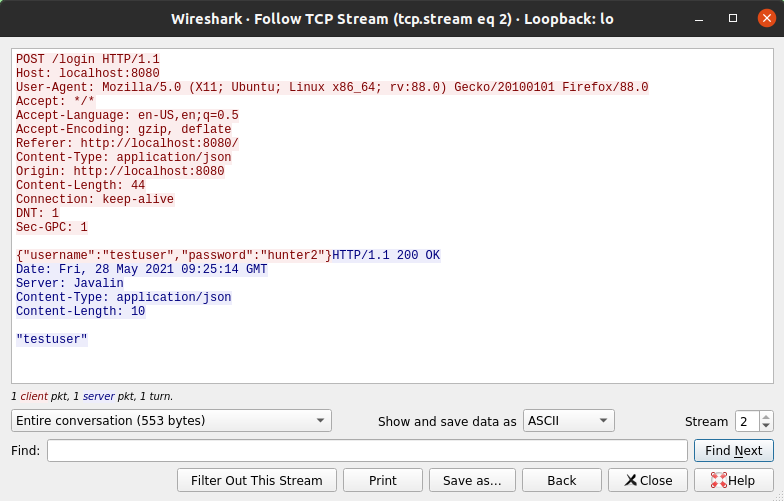 Wireshark · Follow TCP Stream (tcp.stream eq 2) · Loopback: lo
POST /login HTTP/1.1
Host: localhost:8080
User-Agent: Mozilla/5.0 (X11; Ubuntu; Linux x86_64; rv:88.0) Gecko/20100101 Firefox/88.0
Accept: */*
Accept-Language: en-US,en;q=0.5
Accept-Encoding: gzip, deflate
Referer: http://localhost:8080/
Content-Type: application/json
Origin: http://localhost:8080
Content-Length: 44
Connection: keep-alive
DNT: 1
Sec-GPC: 1
{"username":"testuser","password":"hunter2"}HTTP/1.1 200 OK
Date: Fri, 28 May 2021 09:25:14 GMT
Server: Javalin
Content-Type: application/json
Content-Length: 10
"testuser"
1 client pkt, 1 server pkt, 1 turn.
Entire conversation (553 bytes) Show and save data as ASCII Stream 2
Find: Find Next
Filter Out This Stream Print Save as... Back Close Help